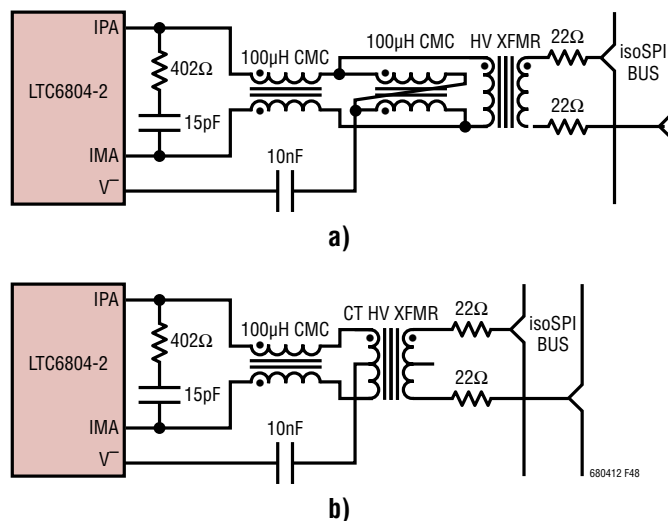 IPA
LTC6804-2
402Ω
15pF
IMA
V–
100µH CMC
100µH CMC
HV XFMR
22Ω
22Ω
isoSPI
BUS
10nF
a)
IPA
LTC6804-2
402Ω
15pF
IMA
V–
100µH CMC
CT HV XFMR
22Ω
22Ω
isoSPI
BUS
10nF
680412 F48
b)